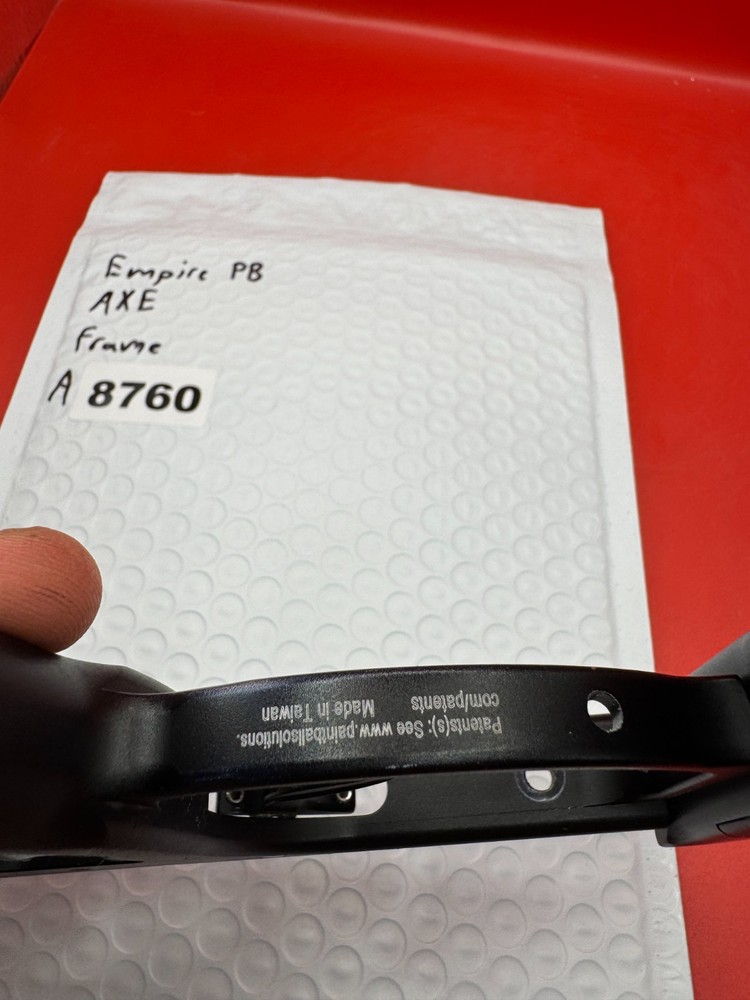 Empire PB
AXE
Frame
A 8760
Patents(s): See www.paintballsolutions.
com/patents Made in Taiwan